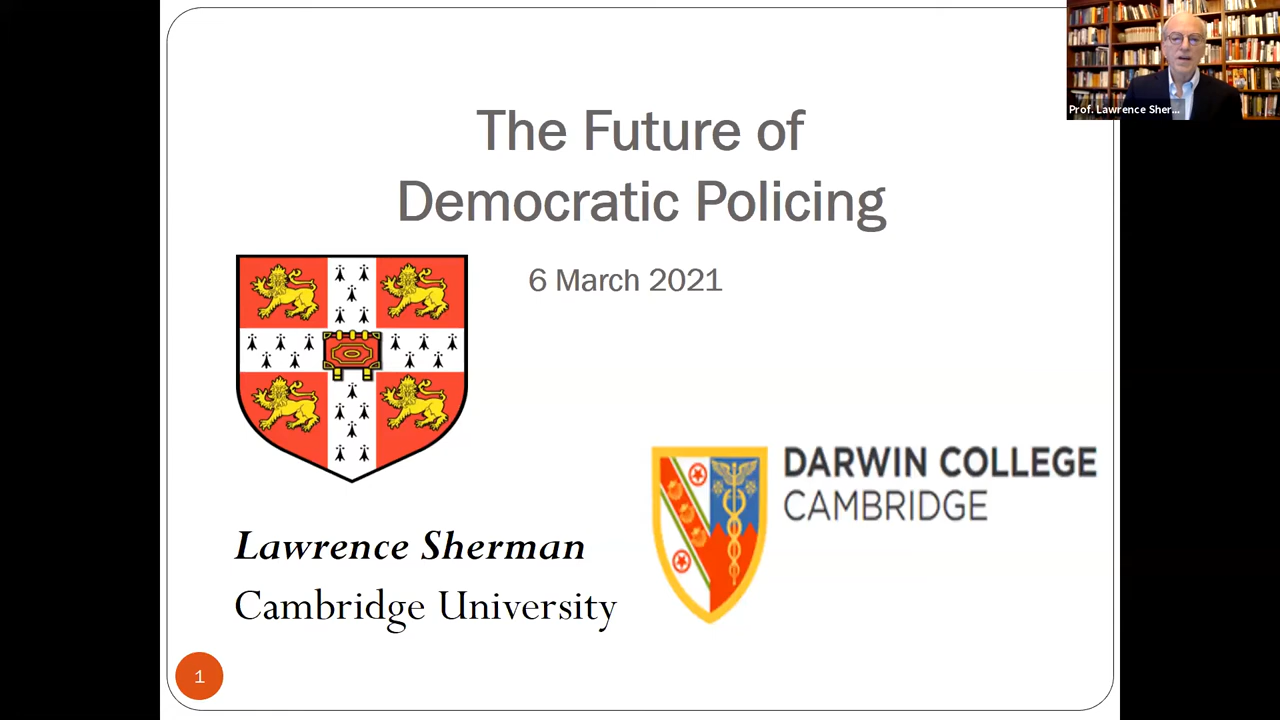 The Future of
Democratic Policing
6 March 2021
Prof. Lawrence Sher...
DARWIN COLLEGE
CAMBRIDGE
Lawrence Sherman
Cambridge University
1